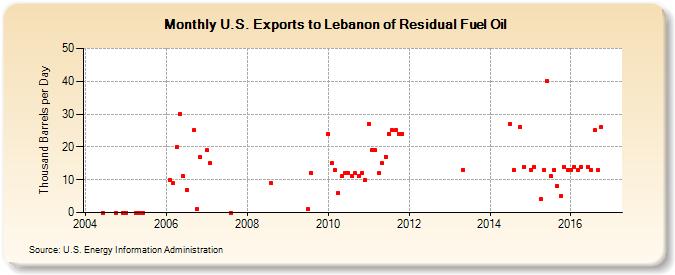 Monthly U.S. Exports to Lebanon of Residual Fuel Oil
Thousand Barrels per Day
50
40
30
20
10
0
2004 2006 2008 2010 2012 2014 2016
Source: U.S. Energy Information Administration